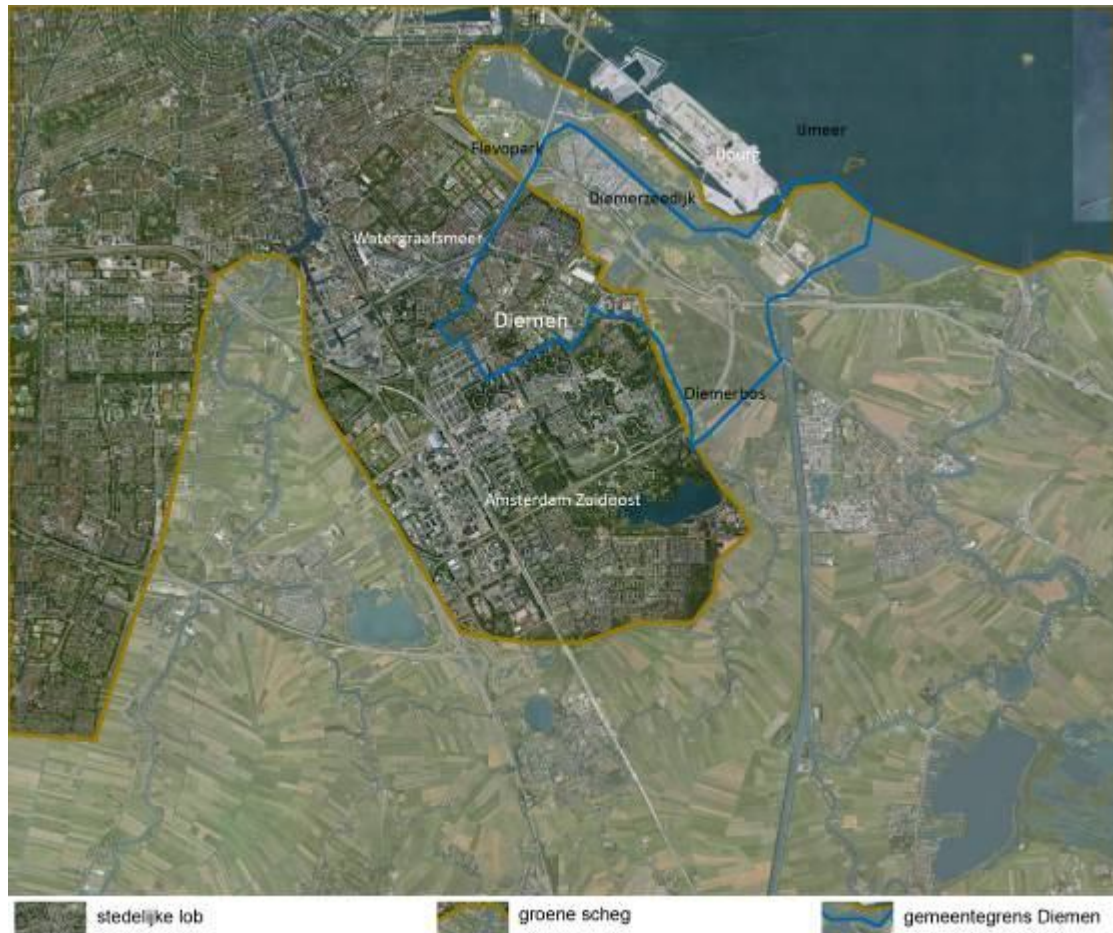 IJmeer
IJburg
Flevopark
Diemerzeedijk
Watergraafsmeer
Diemen
Diemerbos
Amsterdam Zuidoost
stedelijke lob
groene scheg
gemeentegrens Diemen